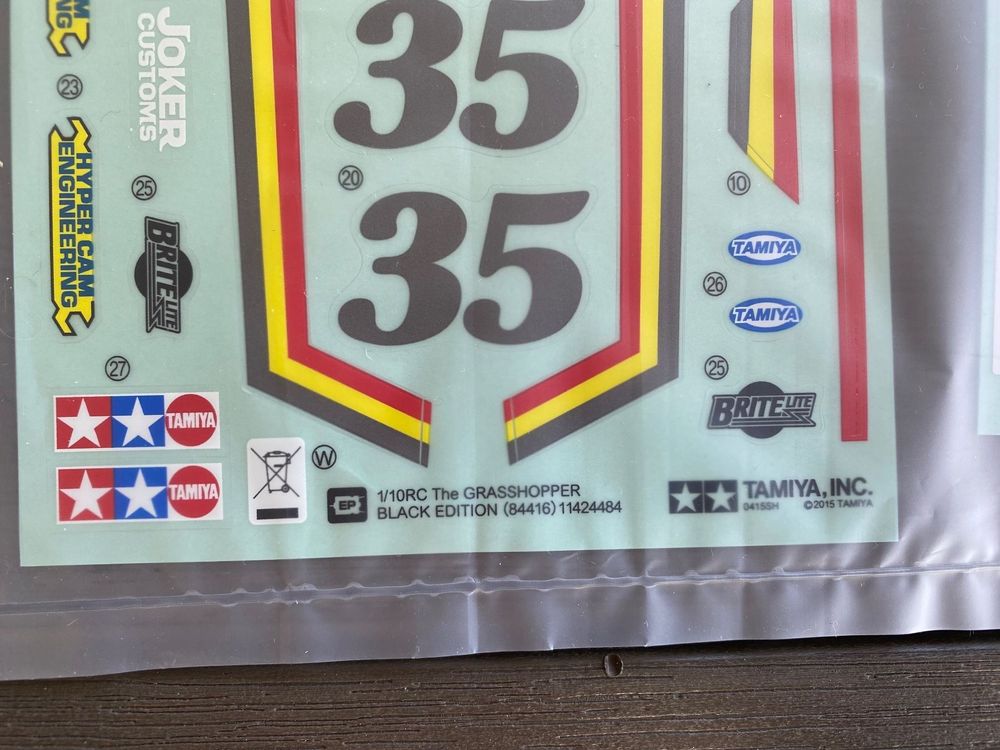 35
JOKER
CUSTOMS
23
HYPER CAM
ENGINEERING
25
BRITE LITE
20
35
10
TAMIYA
26
TAMIYA
25
BRITE LITE
27
TAMIYA
TAMIYA
W
EP
1/10RC The GRASSHOPPER
BLACK EDITION (84416) 11424484
TAMIYA, INC.
0415SH ©2015 TAMIYA